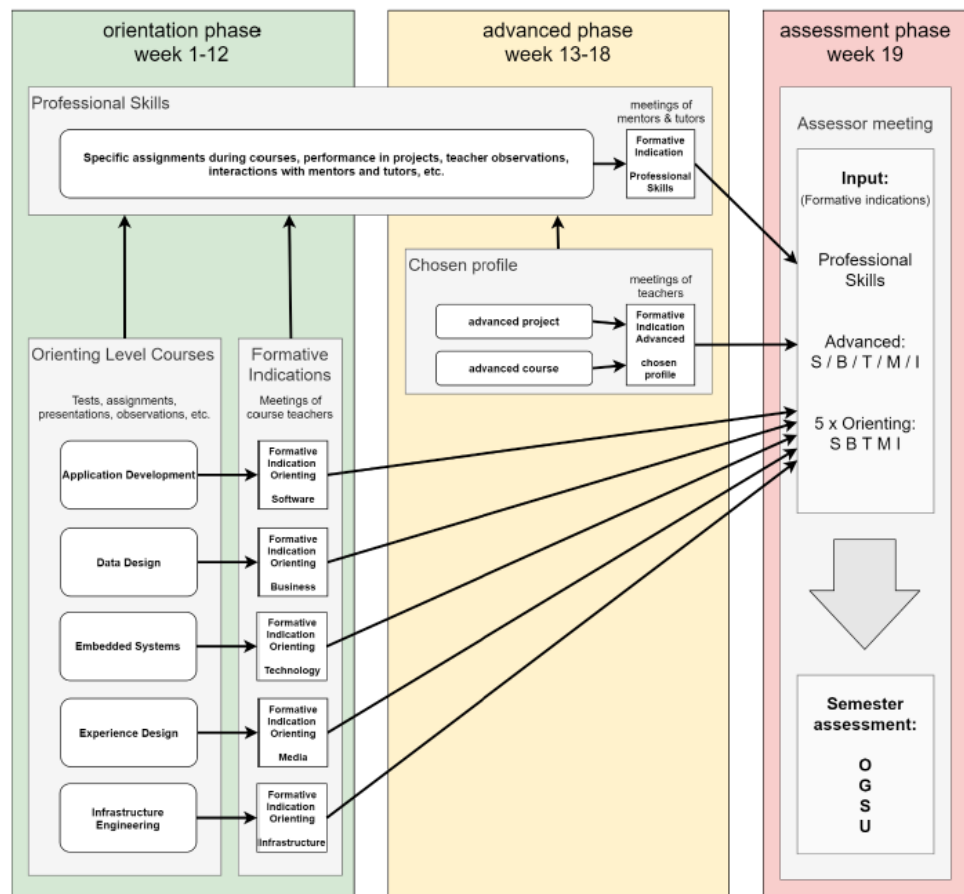 orientation phase
week 1-12
advanced phase
week 13-18
assessment phase
week 19
Professional Skills
Specific assignments during courses, performance in projects, teacher observations,
interactions with mentors and tutors, etc.
meetings of
mentors & tutors
Formative
Indication
Professional
Skills
Chosen profile
meetings of
teachers
advanced project
advanced course
Formative
Indication
Advanced
chosen
profile
Orienting Level Courses
Tests, assignments,
presentations, observations, etc.
Formative
Indications
Meetings of
course teachers
Application Development
Formative
Indication
Orienting
Software
Data Design
Formative
Indication
Orienting
Business
Embedded Systems
Formative
Indication
Orienting
Technology
Experience Design
Formative
Indication
Orienting
Media
Infrastructure
Engineering
Formative
Indication
Orienting
Infrastructure
Assessor meeting
Input:
(Formative indications)
Professional
Skills
Advanced:
S / B / T / M / I
5 x Orienting:
S B T M I
Semester
assessment:
O
G
S
U